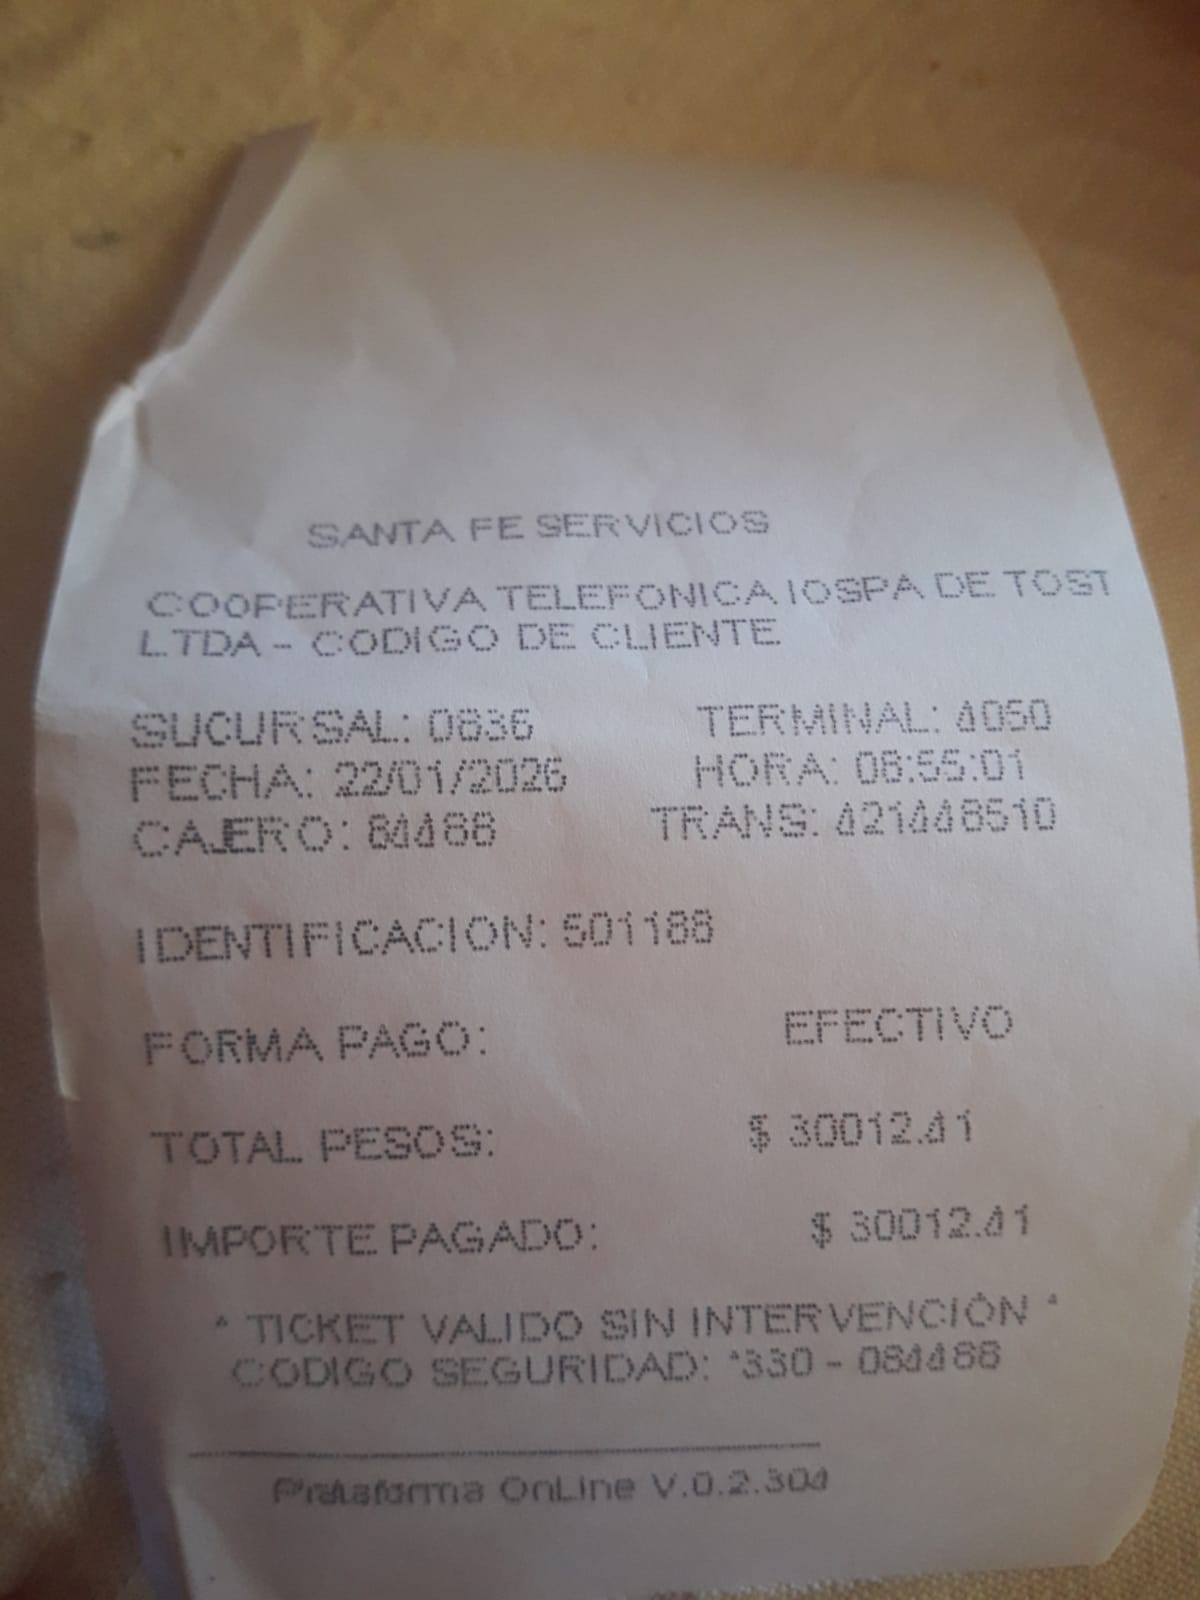 SANTA FE SERVICIOS
COOPERATIVA TELEFONICA IOSPA DE TOST
LTDA - CODIGO DE CLIENTE
SUCURSAL: 0836 TERMINAL: 4050
FECHA: 22/01/2026 HORA: 08:55:01
CAJERO: 84488 TRANS: 421448510
IDENTIFICACION: 501188
FORMA PAGO: EFECTIVO
TOTAL PESOS: $ 30012.41
IMPORTE PAGADO: $ 30012.41
* TICKET VALIDO SIN INTERVENCIÓN *
CODIGO SEGURIDAD: *330 - 084488
Plataforma OnLine V.0.2.304